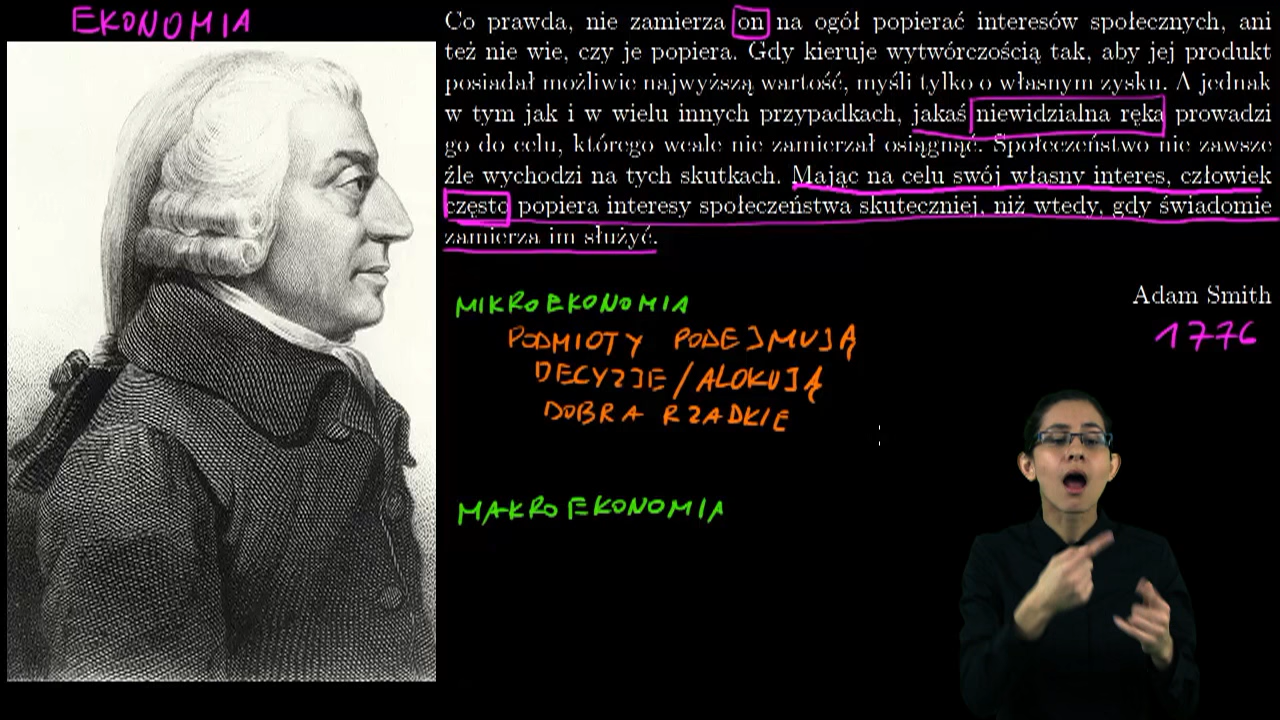 EKONOMIA
Co prawda, nie zamierza on na ogół popierać interesów społecznych, ani
też nie wie, czy je popiera. Gdy kieruje wytwórczością tak, aby jej produkt
posiadał możliwie najwyższą wartość, myśli tylko o własnym zysku. A jednak
w tym jak i w wielu innych przypadkach, jakaś niewidzialna ręka prowadzi
go do celu, którego wcale nie zamierzał osiągnąć. Społeczeństwo nie zawsze
źle wychodzi na tych skutkach. Mając na celu swój własny interes, człowiek
często popiera interesy społeczeństwa skuteczniej, niż wtedy, gdy świadomie
zamierza im służyć.
Adam Smith
1776
MIKROEKONOMIA
PODMIOTY PODEJMUJĄ
DECYZJE/ALOKUJĄ
DOBRA RZADKIE
MAKROEKONOMIA